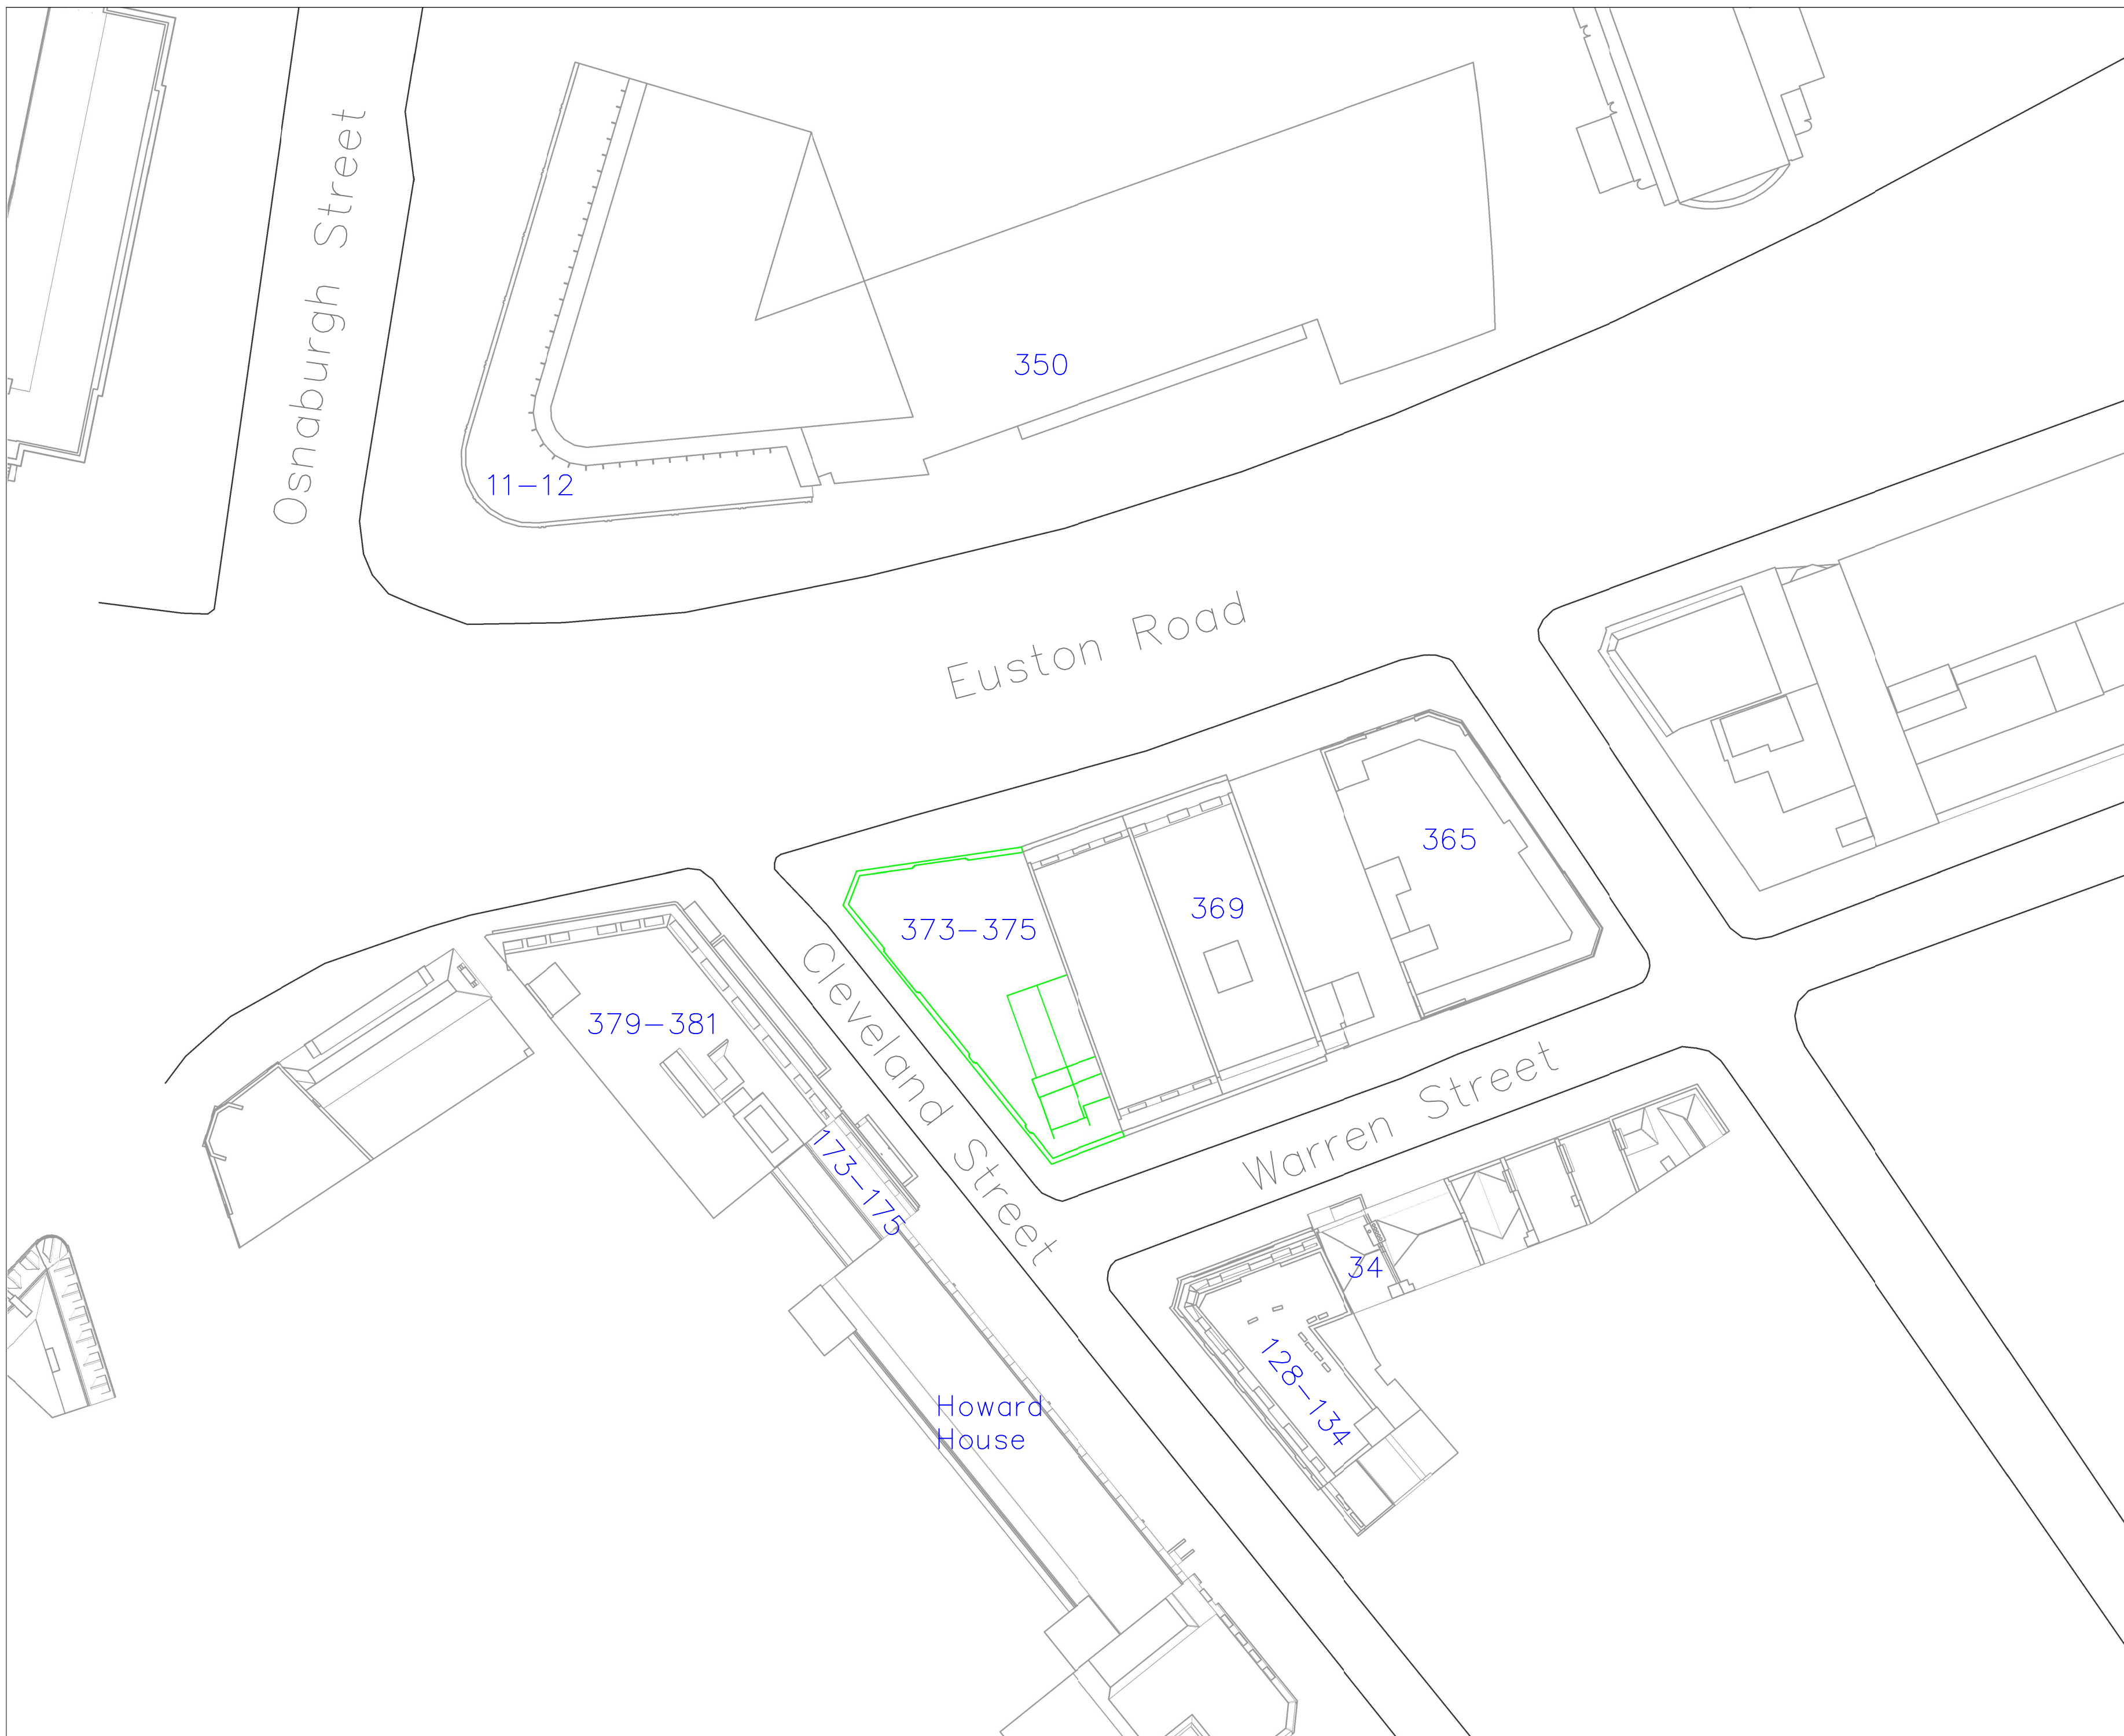 Osnaburgh Street
350
11-12
Euston Road
365
369
373-375
379-381
Cleveland Street
Warren Street
173-175
34
128-134
Howard
House